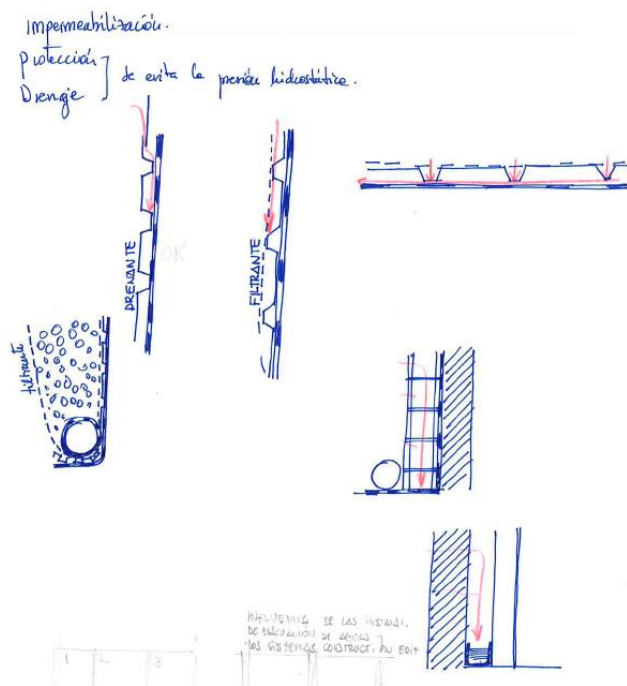 Impermeabilización.
Protección
Drenaje
se evita la presión hidrostática.
DRENANTE
OK
FILTRANTE
filtrante
INFLUENCIA DE LAS INSTAL.
DE EVACUACIÓN DE AGUAS y
LOS SISTEMAS CONSTRUCT. EN EDIF
1 2 3